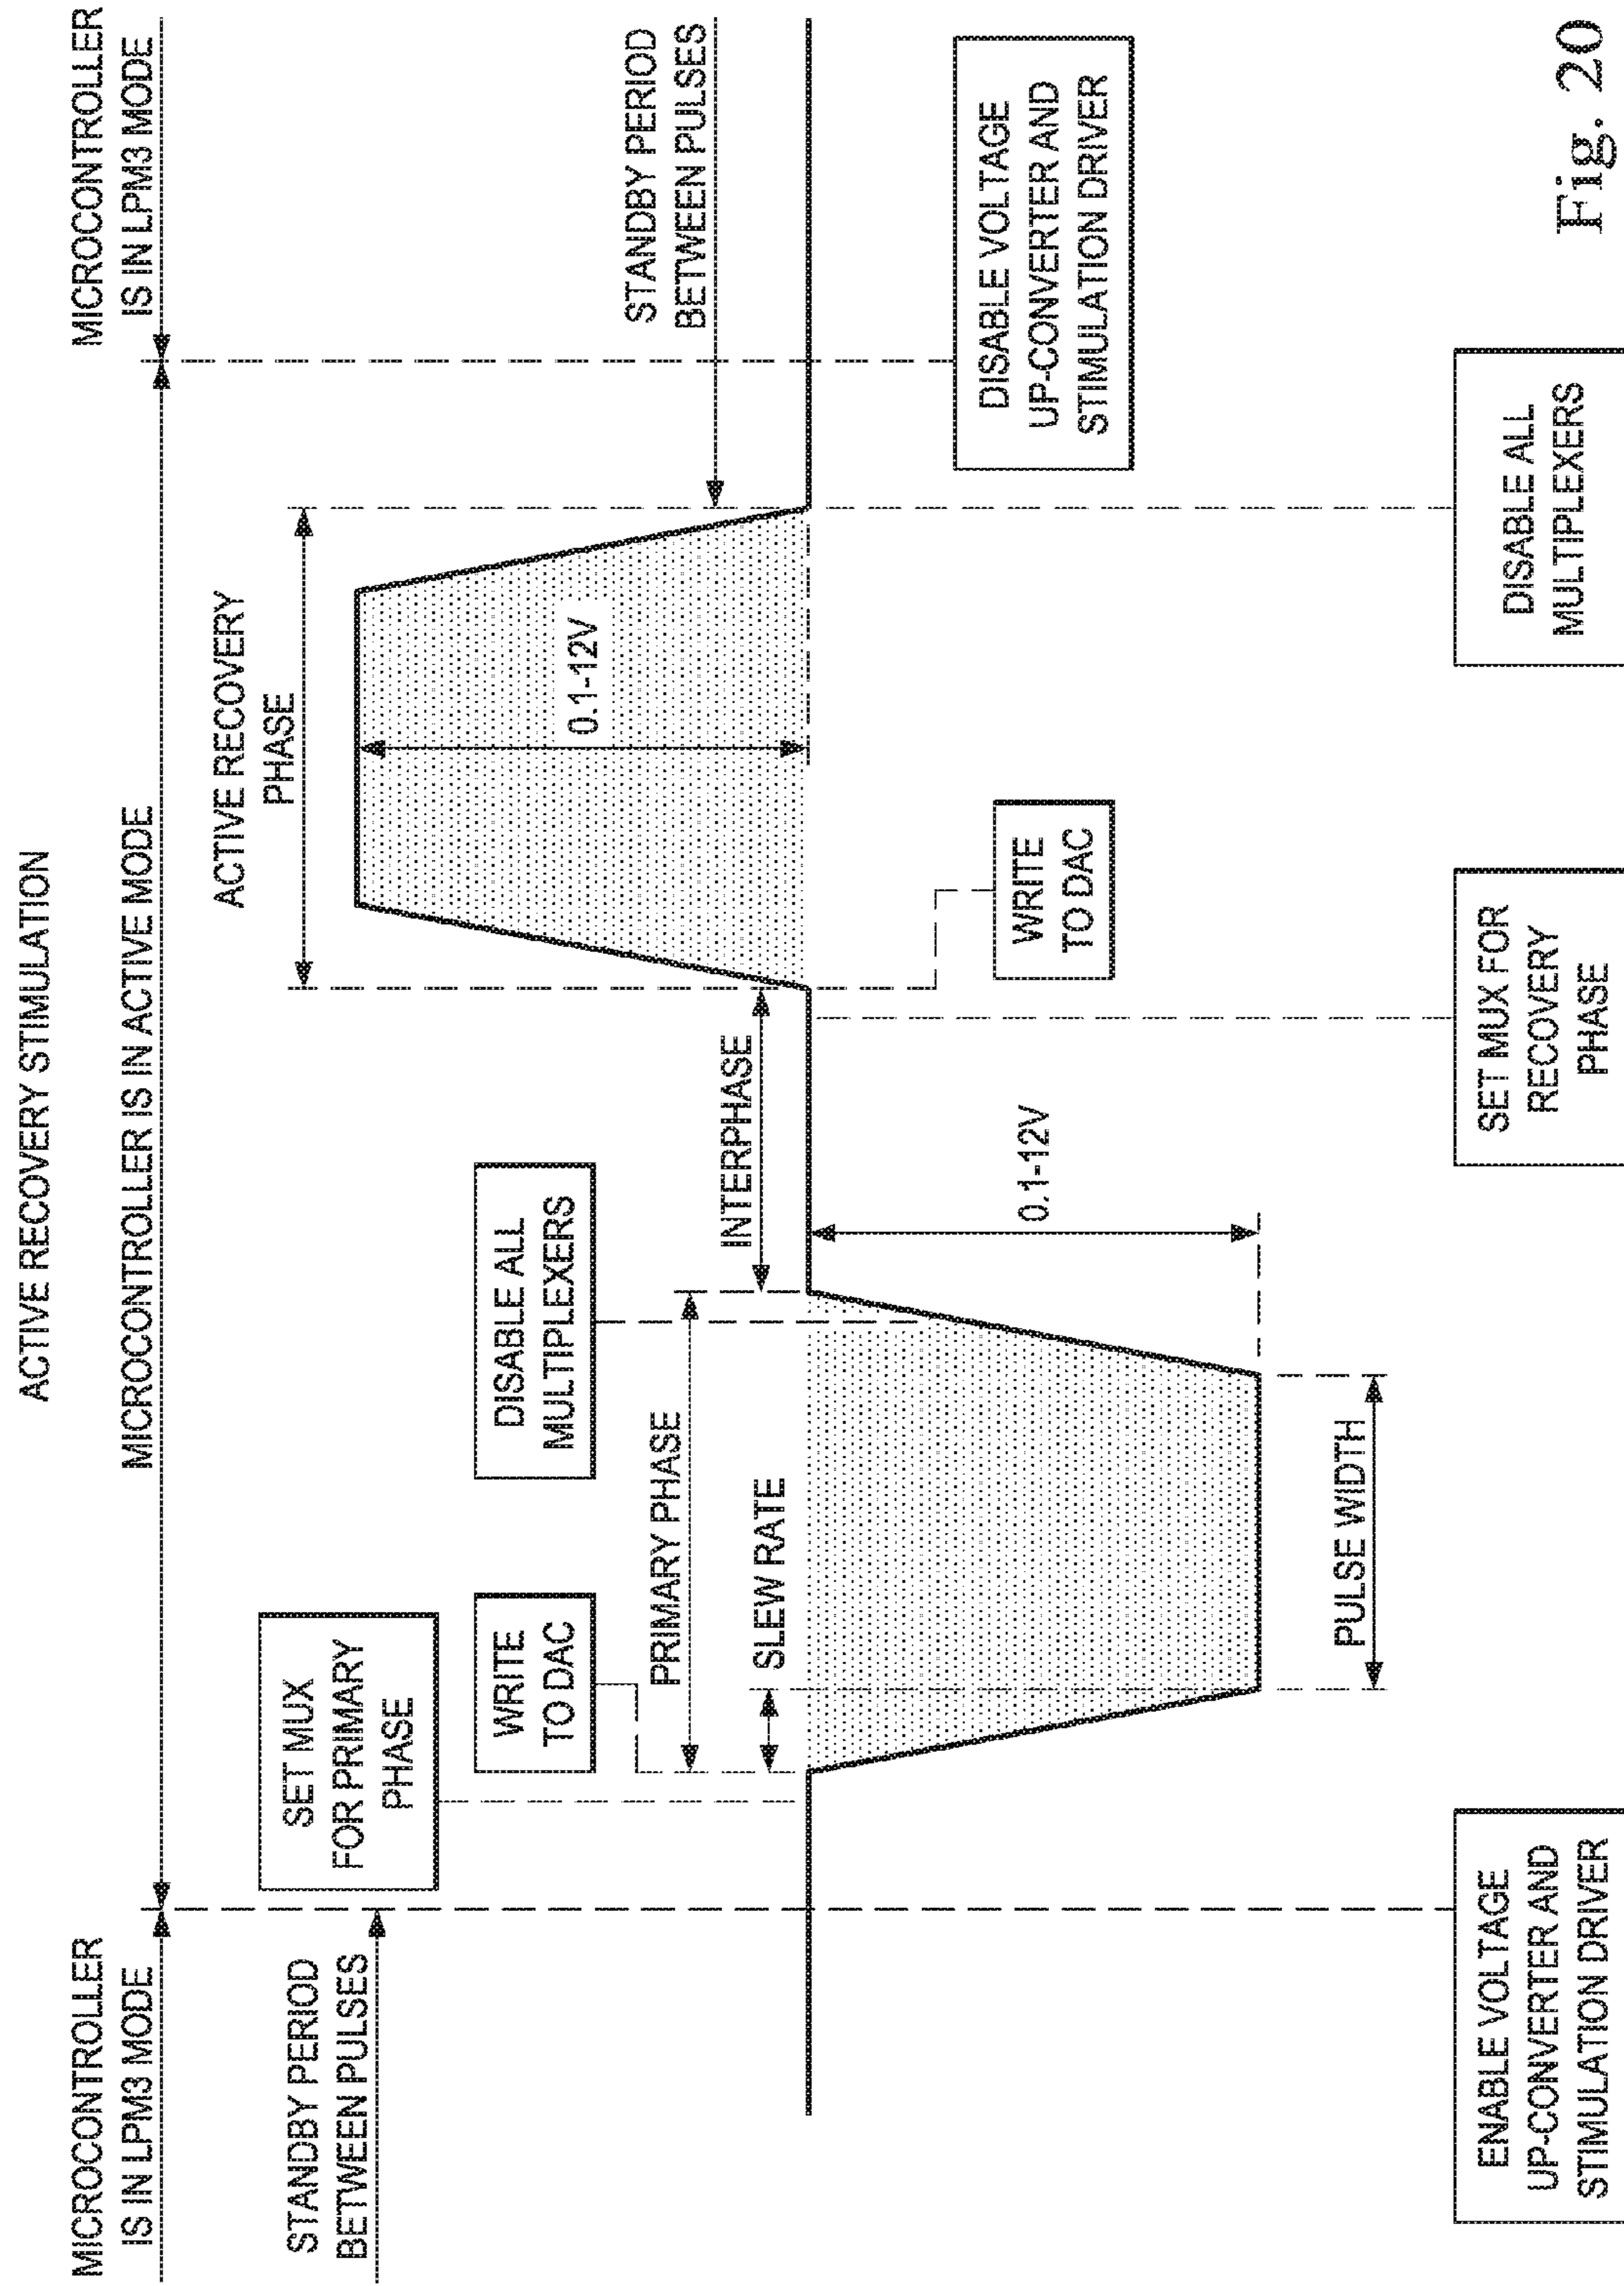 ACTIVE RECOVERY STIMULATION
MICROCONTROLLER
IS IN LPM3 MODE
MICROCONTROLLER IS IN ACTIVE MODE
MICROCONTROLLER
IS IN LPM3 MODE
STANDBY PERIOD
BETWEEN PULSES
SET MUX
FOR PRIMARY
PHASE
ACTIVE RECOVERY
PHASE
WRITE
TO DAC
DISABLE ALL
MULTIPLEXERS
PRIMARY PHASE
SLEW RATE
INTERPHASE
0.1-12V
STANDBY PERIOD
BETWEEN PULSES
0.1-12V
WRITE
TO DAC
DISABLE VOLTAGE
UP-CONVERTER AND
STIMULATION DRIVER
PULSE WIDTH
ENABLE VOLTAGE
UP-CONVERTER AND
STIMULATION DRIVER
SET MUX FOR
RECOVERY
PHASE
DISABLE ALL
MULTIPLEXERS
Fig. 20